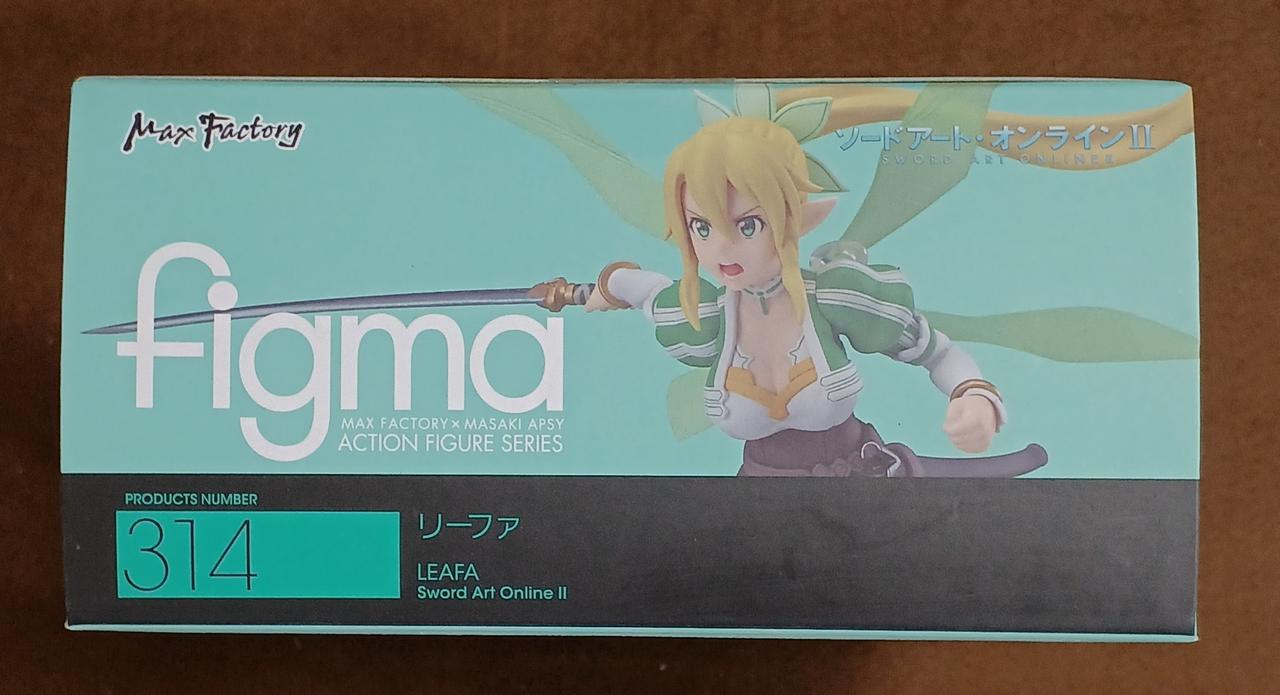 Max Factory
ソードアート・オンラインII
SWORD ART ONLINE II
figma
MAX FACTORY×MASAKI APSY
ACTION FIGURE SERIES
PRODUCTS NUMBER
314
リーファ
LEAFA
Sword Art Online II